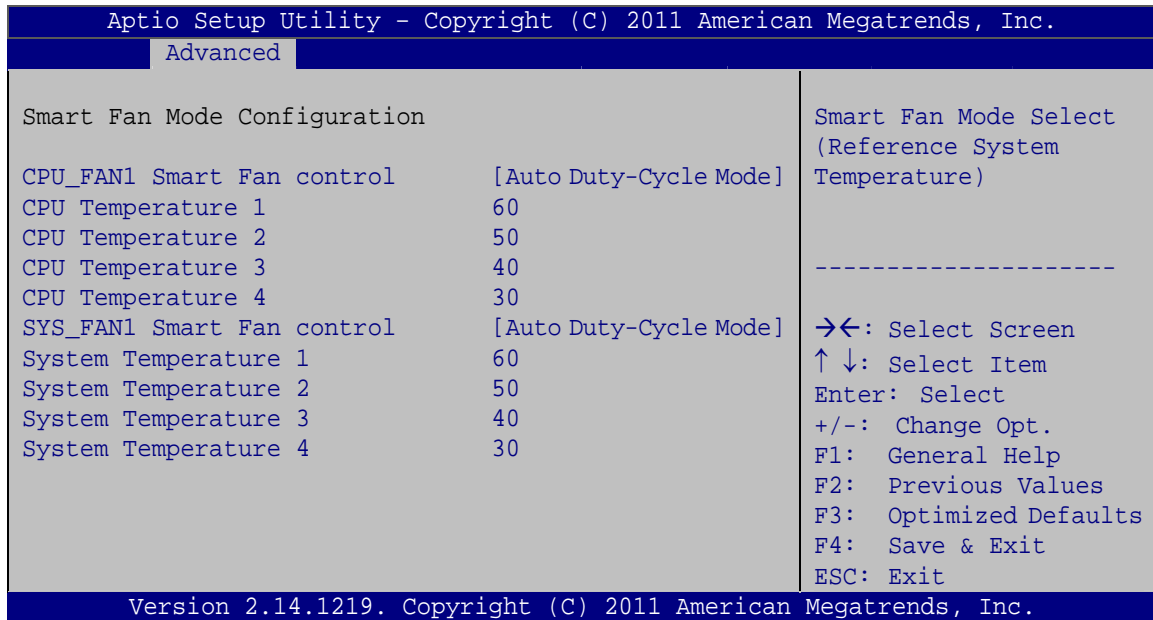 Aptio Setup Utility – Copyright (C) 2011 American Megatrends, Inc.
Advanced
Smart Fan Mode Configuration
CPU_FAN1 Smart Fan control [Auto Duty-Cycle Mode]
CPU Temperature 1 60
CPU Temperature 2 50
CPU Temperature 3 40
CPU Temperature 4 30
SYS_FAN1 Smart Fan control [Auto Duty-Cycle Mode]
System Temperature 1 60
System Temperature 2 50
System Temperature 3 40
System Temperature 4 30
Smart Fan Mode Select
(Reference System
Temperature)
---------------------
→←: Select Screen
↑ ↓: Select Item
Enter: Select
+/-: Change Opt.
F1: General Help
F2: Previous Values
F3: Optimized Defaults
F4: Save & Exit
ESC: Exit
Version 2.14.1219. Copyright (C) 2011 American Megatrends, Inc.